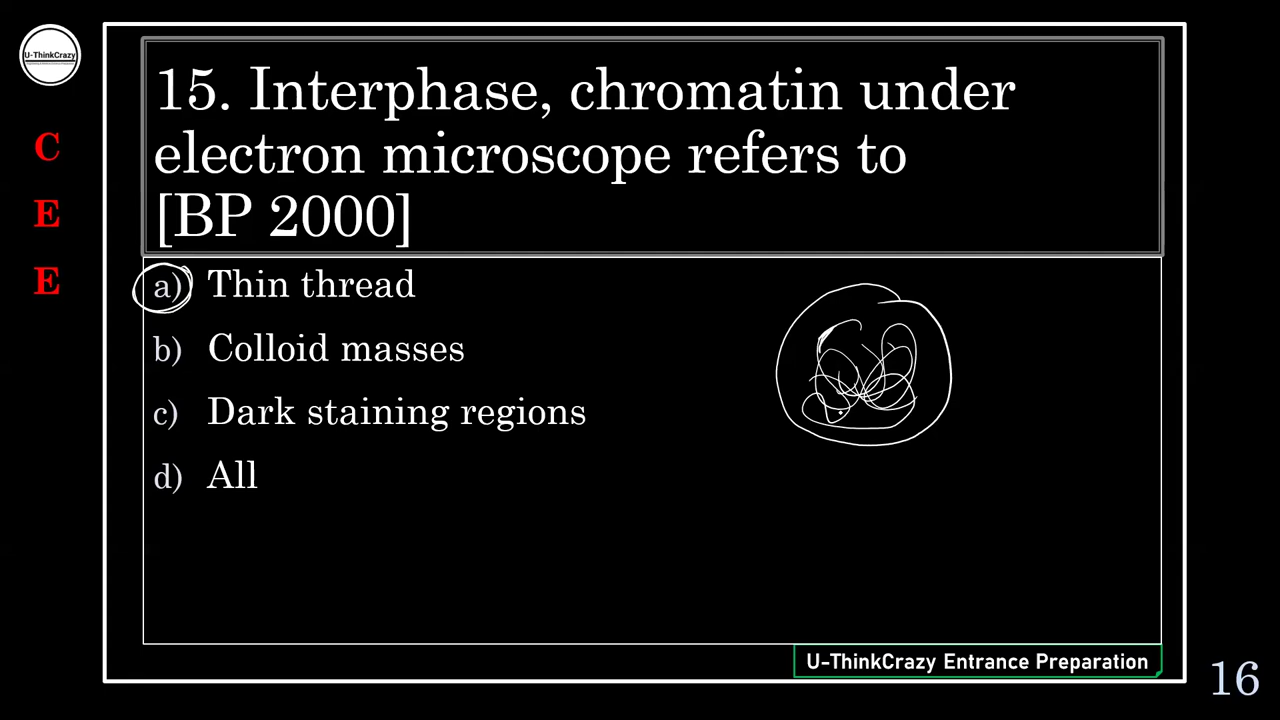 U-ThinkCrazy
C
E
E
15. Interphase, chromatin under
electron microscope refers to
[BP 2000]
a) Thin thread
b) Colloid masses
c) Dark staining regions
d) All
U-ThinkCrazy Entrance Preparation
16